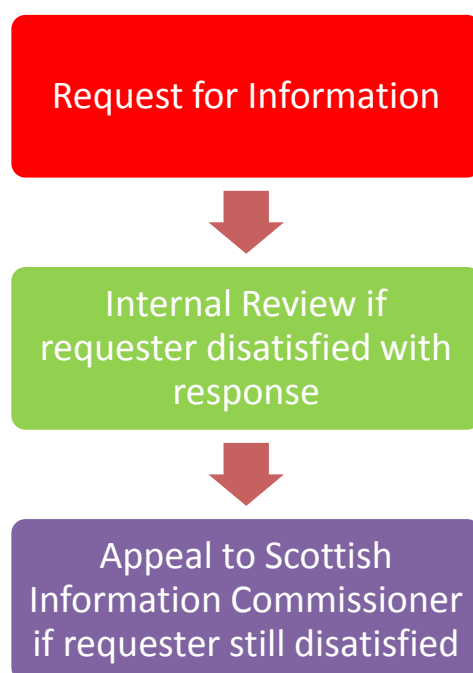 Request for Information
Internal Review if
requester disatisfied with
response
Appeal to Scottish
Information Commissioner
if requester still disatisfied